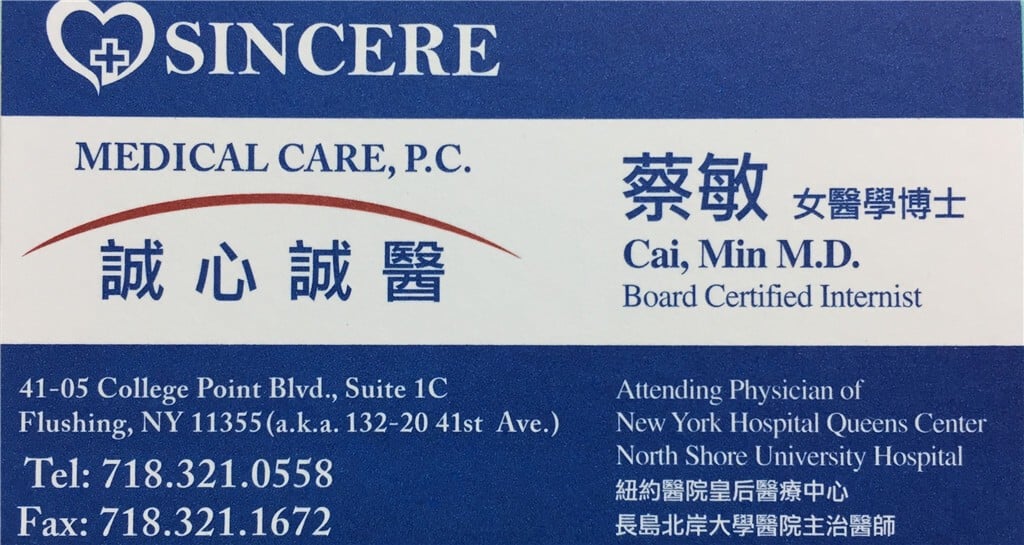 SINCERE
MEDICAL CARE, P.C.
誠心誠醫
蔡敏 女醫學博士
Cai, Min M.D.
Board Certified Internist
41-05 College Point Blvd., Suite 1C
Flushing, NY 11355(a.k.a. 132-20 41st Ave.)
Tel: 718.321.0558
Fax: 718.321.1672
Attending Physician of
New York Hospital Queens Center
North Shore University Hospital
紐約醫院皇后醫療中心
長島北岸大學醫院主治醫師